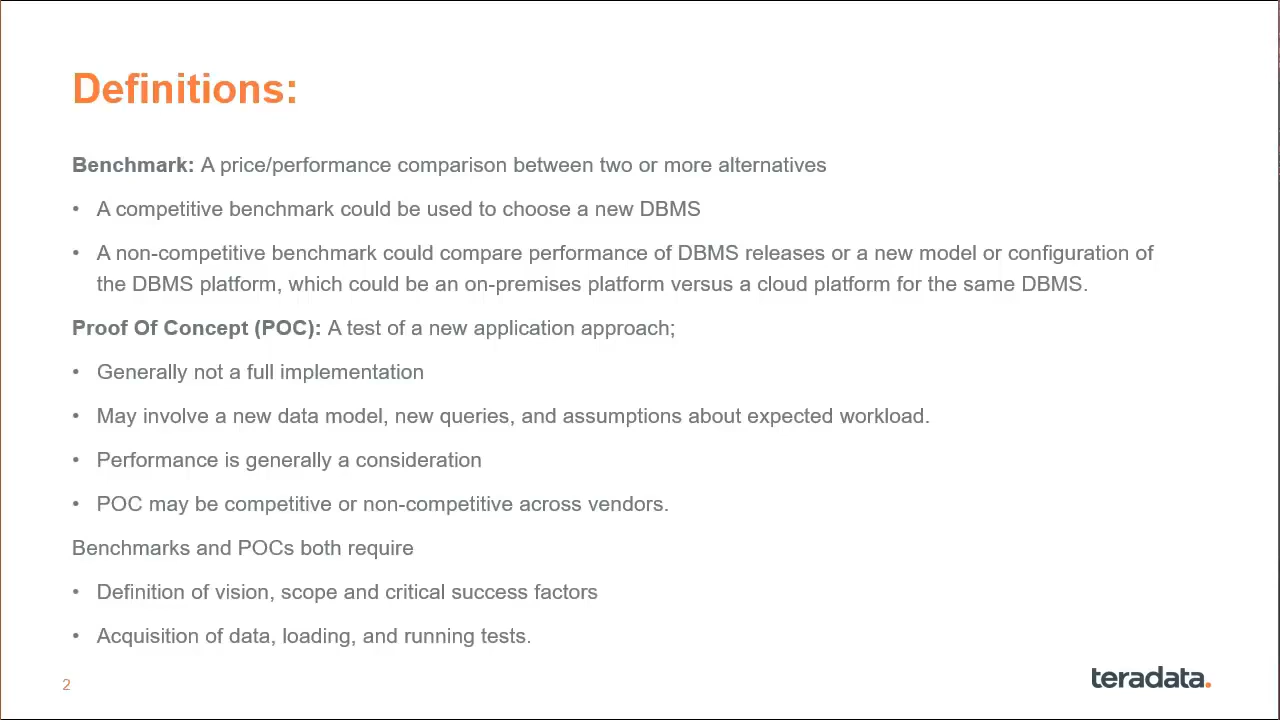 Definitions:
Benchmark: A price/performance comparison between two or more alternatives
• A competitive benchmark could be used to choose a new DBMS
• A non-competitive benchmark could compare performance of DBMS releases or a new model or configuration of
the DBMS platform, which could be an on-premises platform versus a cloud platform for the same DBMS.
Proof Of Concept (POC): A test of a new application approach;
• Generally not a full implementation
• May involve a new data model, new queries, and assumptions about expected workload.
• Performance is generally a consideration
• POC may be competitive or non-competitive across vendors.
Benchmarks and POCs both require
• Definition of vision, scope and critical success factors
• Acquisition of data, loading, and running tests.
2
teradata.